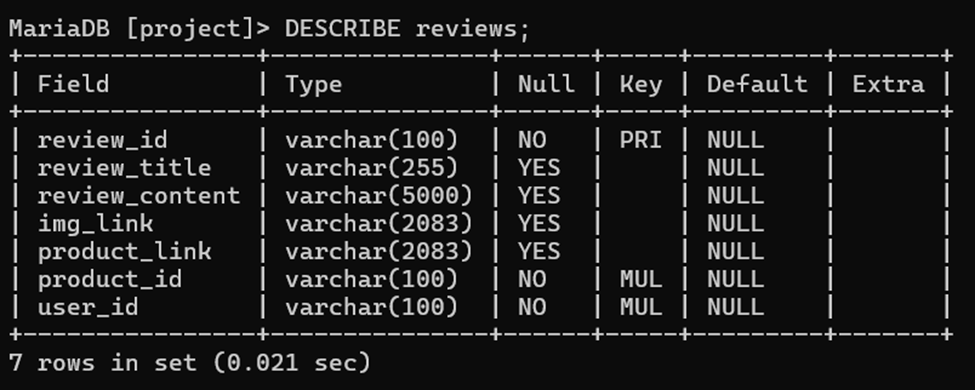 MariaDB [project]> DESCRIBE reviews;
+----------------+---------------+------+-----+---------+-------+
| Field          | Type          | Null | Key | Default | Extra |
+----------------+---------------+------+-----+---------+-------+
| review_id      | varchar(100)  | NO   | PRI | NULL    |       |
| review_title   | varchar(255)  | YES  |     | NULL    |       |
| review_content | varchar(5000) | YES  |     | NULL    |       |
| img_link       | varchar(2083) | YES  |     | NULL    |       |
| product_link   | varchar(2083) | YES  |     | NULL    |       |
| product_id     | varchar(100)  | NO   | MUL | NULL    |       |
| user_id        | varchar(100)  | NO   | MUL | NULL    |       |
+----------------+---------------+------+-----+---------+-------+
7 rows in set (0.021 sec)